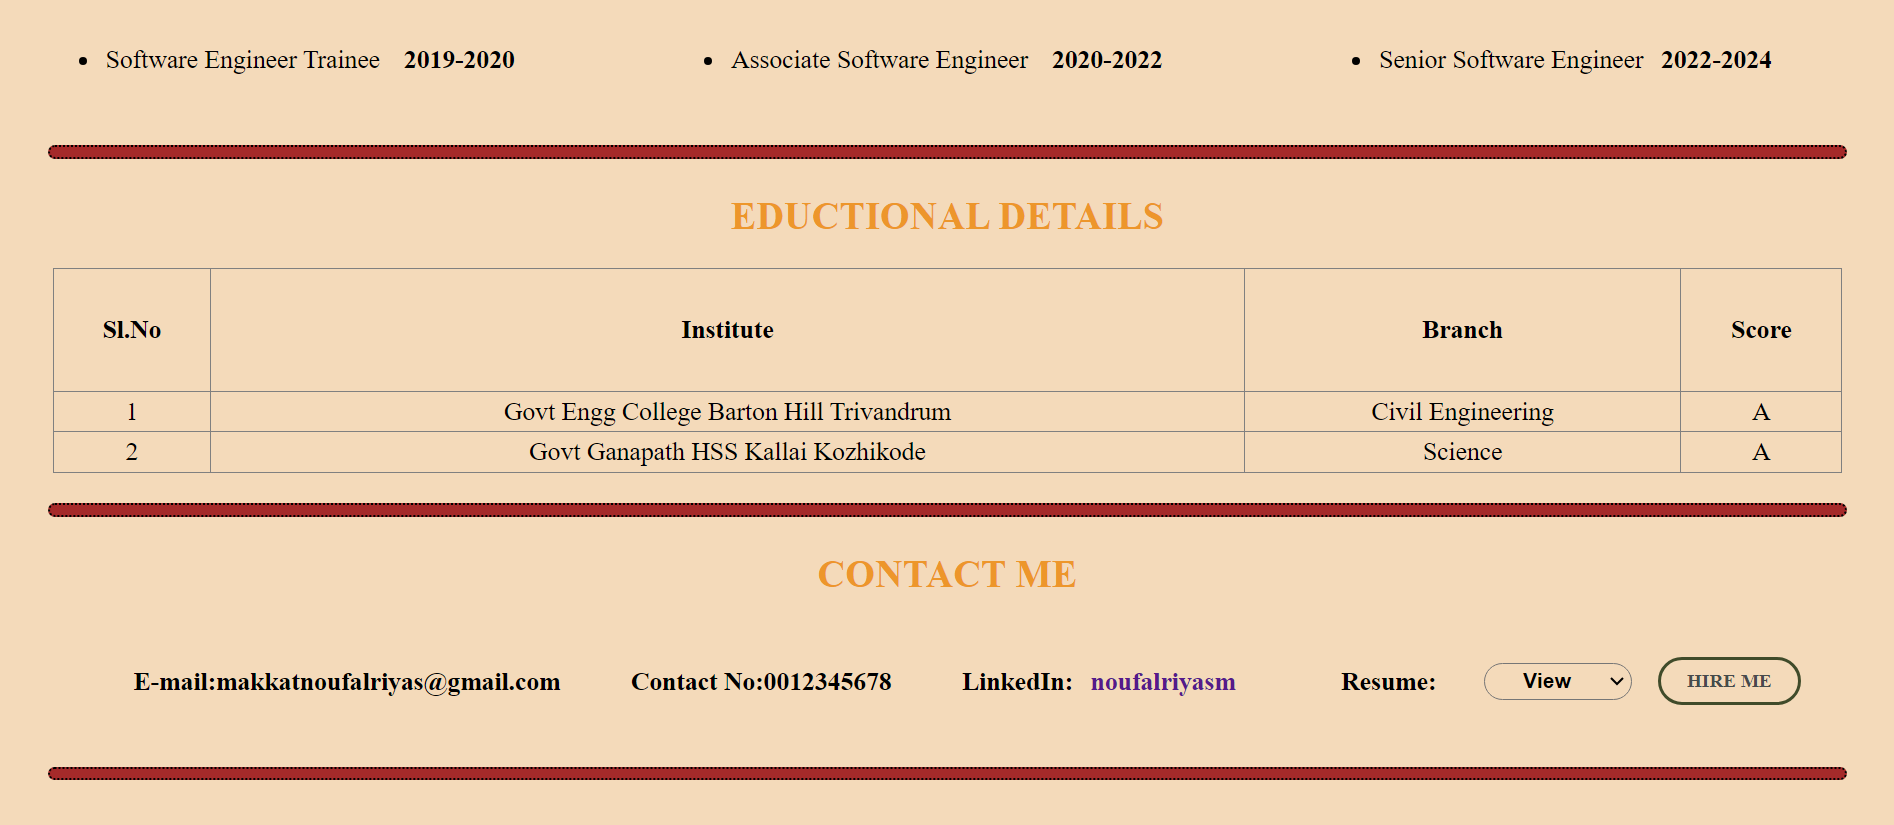 Software Engineer Trainee 2019-2020 Associate Software Engineer 2020-2022 Senior Software Engineer 2022-2024
EDUCTIONAL DETAILS
Sl.No Institute Branch Score
1 Govt Engg College Barton Hill Trivandrum Civil Engineering A
2 Govt Ganapath HSS Kallai Kozhikode Science A
CONTACT ME
E-mail:makkatnoufalriyas@gmail.com Contact No:0012345678 LinkedIn: noufalriyasm Resume: View HIRE ME